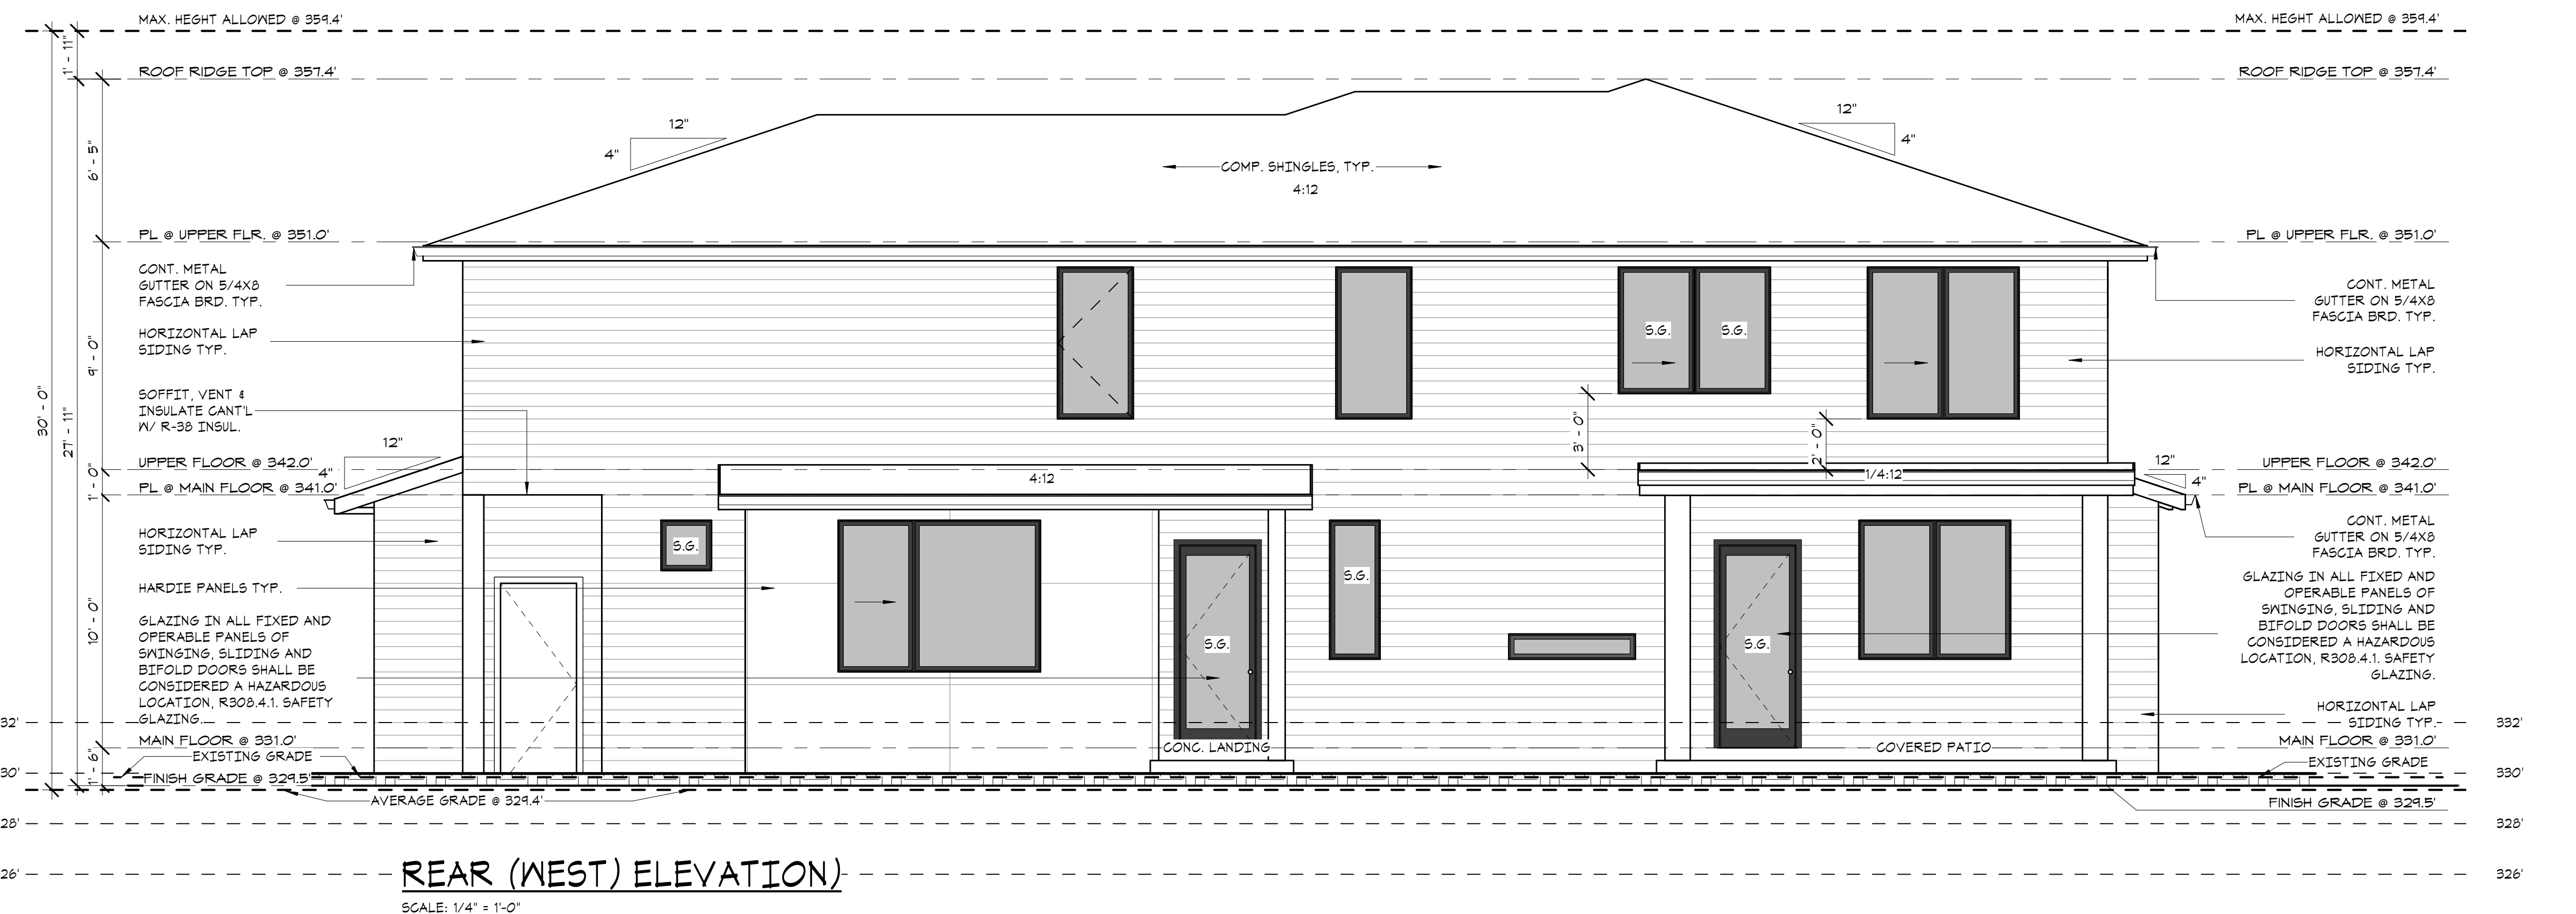 MAX. HEGHT ALLOWED @ 359.4'
MAX. HEGHT ALLOWED @ 359.4'
1' - 11"
ROOF RIDGE TOP @ 357.4'
ROOF RIDGE TOP @ 357.4'
12"
4"
12"
4"
COMP. SHINGLES, TYP.
4:12
6' - 5"
PL @ UPPER FLR. @ 351.0'
PL @ UPPER FLR. @ 351.0'
CONT. METAL
GUTTER ON 5/4X8
FASCIA BRD. TYP.
CONT. METAL
GUTTER ON 5/4X8
FASCIA BRD. TYP.
HORIZONTAL LAP
SIDING TYP.
HORIZONTAL LAP
SIDING TYP.
S.G.
S.G.
9' - 0"
30' - 0"
27' - 11"
SOFFIT, VENT &
INSULATE CANT'L
W/ R-38 INSUL.
3' - 0"
2' - 0"
12"
4"
UPPER FLOOR @ 342.0'
UPPER FLOOR @ 342.0'
1' - 0"
4:12
1/4:12
12"
4"
PL @ MAIN FLOOR @ 341.0'
PL @ MAIN FLOOR @ 341.0'
HORIZONTAL LAP
SIDING TYP.
CONT. METAL
GUTTER ON 5/4X8
FASCIA BRD. TYP.
S.G.
S.G.
S.G.
S.G.
HARDIE PANELS TYP.
10' - 0"
GLAZING IN ALL FIXED AND
OPERABLE PANELS OF
SWINGING, SLIDING AND
BIFOLD DOORS SHALL BE
CONSIDERED A HAZARDOUS
LOCATION, R308.4.1. SAFETY
GLAZING.
GLAZING IN ALL FIXED AND
OPERABLE PANELS OF
SWINGING, SLIDING AND
BIFOLD DOORS SHALL BE
CONSIDERED A HAZARDOUS
LOCATION, R308.4.1. SAFETY
GLAZING.
HORIZONTAL LAP
SIDING TYP.
32'
332'
MAIN FLOOR @ 331.0'
CONC. LANDING
COVERED PATIO
MAIN FLOOR @ 331.0'
EXISTING GRADE
EXISTING GRADE
1' - 6"
30'
330'
FINISH GRADE @ 329.5'
FINISH GRADE @ 329.5'
AVERAGE GRADE @ 329.4'
28'
328'
26'
326'
REAR (WEST) ELEVATION)
SCALE: 1/4" = 1'-0"